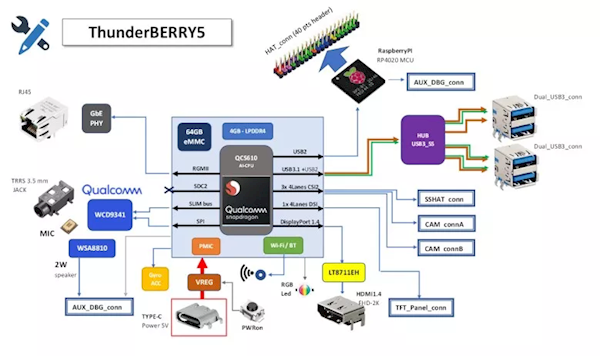 ThunderBERRY5
HAT_conn (40 pts header)
RaspberryPI
RP4020 MCU
AUX_DBG_conn
RJ45
GbE
PHY
64GB
eMMC
4GB - LPDDR4
QCS610
AI-CPU
USB2
RGMII
USB3.1 +USB2
HUB
USB3_SS
Dual_USB3_conn
Dual_USB3_conn
TRRS 3.5 mm
JACK
Qualcomm
SOC2
3x 4Lanes CSI2
SSHAT_conn
MIC
WCD9341
SLIM bus
Qualcomm
snapdragon
1x 4Lane DSI
CAM_connA
SPI
DisplayPort 1.4
CAM_connB
WSA8810
PMIC
Wi-Fi / BT
2W
speaker
Gyro
ACC
VREG
RGB
Led
LT8711EH
AUX_DBG_conn
TYPE-C
Power 5V
PWRon
HDMI1.4
FHD-2K
TFT_Panel_conn